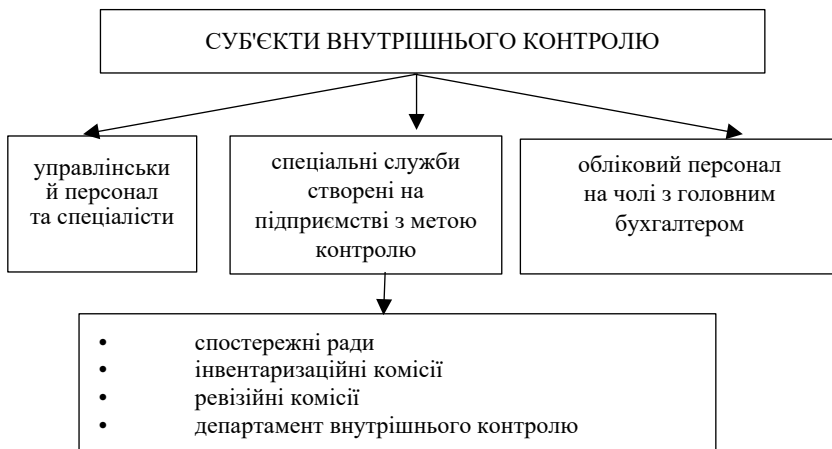 СУБ'ЄКТИ ВНУТРІШНЬОГО КОНТРОЛЮ
управлінськи
й персонал
та спеціалісти
спеціальні служби
створені на
підприємстві з метою
контролю
обліковий персонал
на чолі з головним
бухгалтером
• спостережні ради
• інвентаризаційні комісії
• ревізійні комісії
• департамент внутрішнього контролю